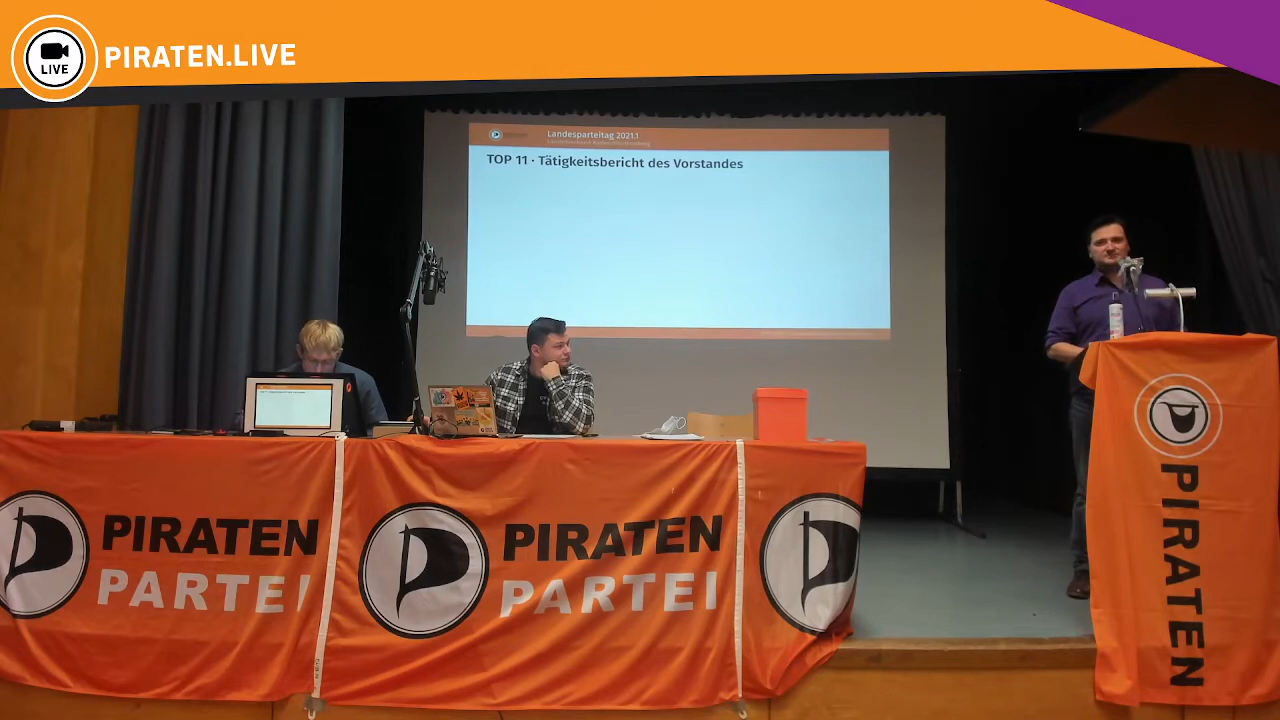 LIVE
PIRATEN.LIVE
Landesparteitag 2021.1
TOP 11 · Tätigkeitsbericht des Vorstandes
PIRATEN
PARTEI
PIRATEN
PARTEI
PIRATEN